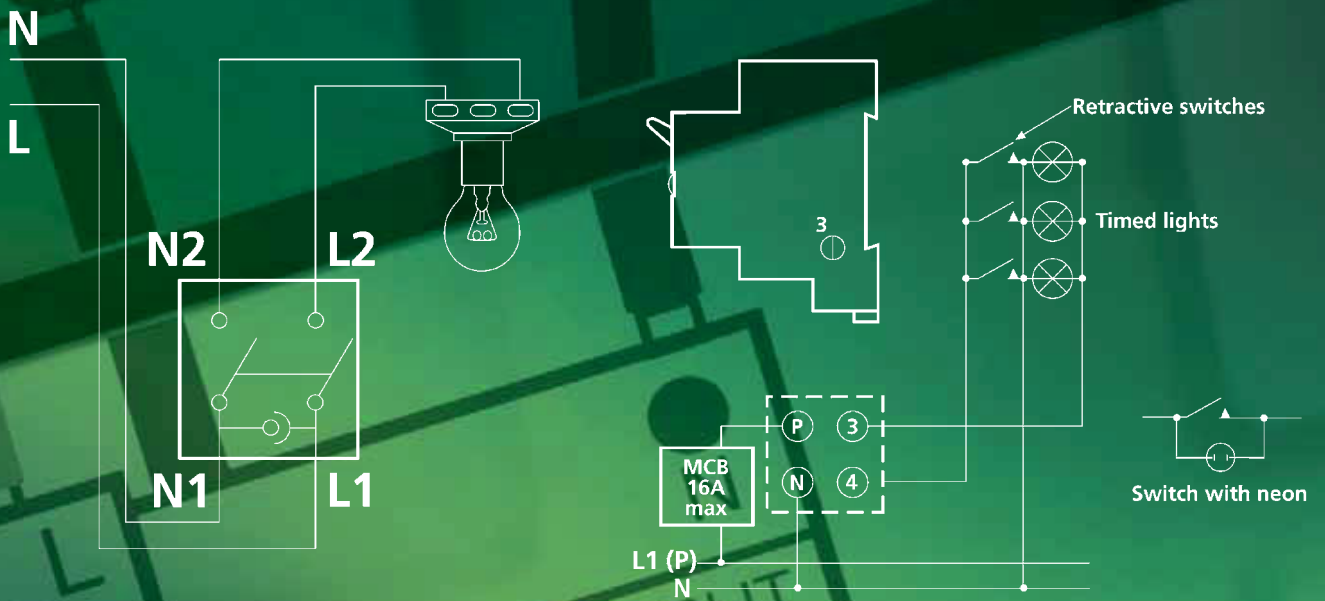 N
L
N2 L2
N1 L1
3
Retractive switches
Timed lights
P 3
N 4
MCB
16A
max
L1 (P)
N
Switch with neon
L
N